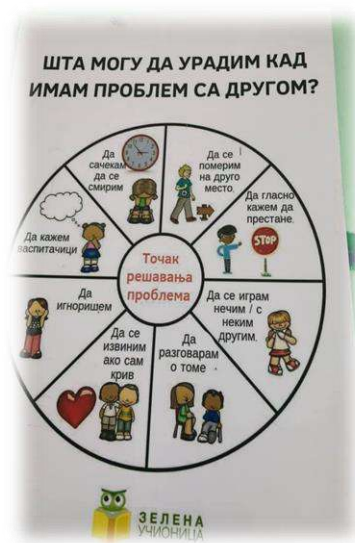 ШТА МОГУ ДА УРАДИМ КАД
ИМАМ ПРОБЛЕМ СА ДРУГОМ?
Да
сачекам
да се
смирим
Да се
померим
на друго
место.
Да гласно
кажем да
престане.
STOP
Да се играм
нечим / с
неким
другим.
Да
разговарам
о томе
Да се
извиним
ако сам
крив
Да
игноришем
Да кажем
васпитачици
Точак
решавања
проблема
ЗЕЛЕНА
УЧИОНИЦА